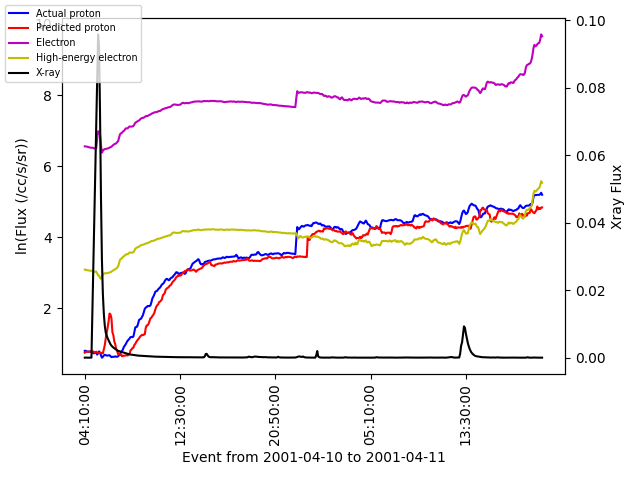 Actual proton
Predicted proton
Electron
High-energy electron
X-ray
8
6
4
2
ln(Flux (/cc/s/sr))
0.10
0.08
0.06
0.04
0.02
0.00
Xray Flux
04:10:00
12:30:00
20:50:00
05:10:00
13:30:00
Event from 2001-04-10 to 2001-04-11